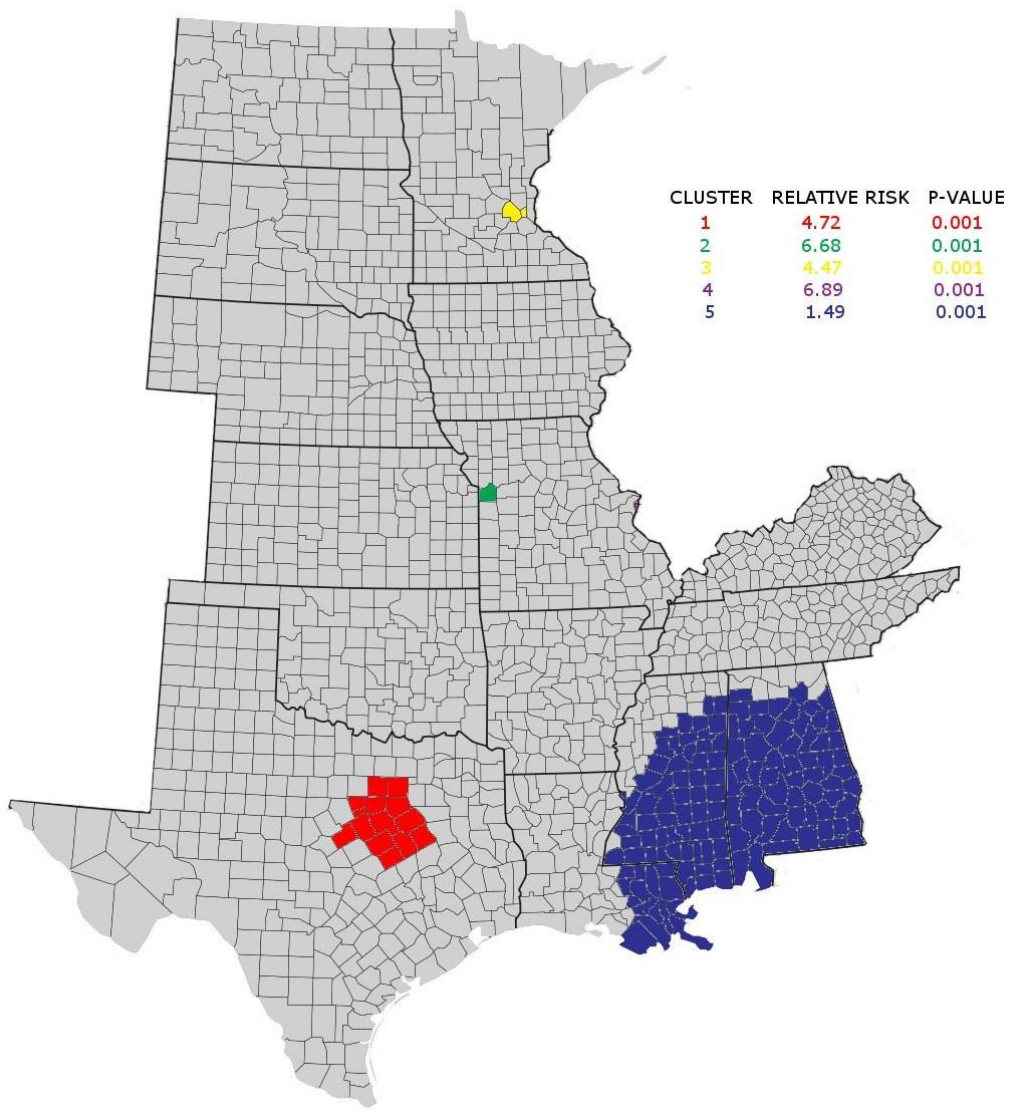 CLUSTER RELATIVE RISK P-VALUE
1 4.72 0.001
2 6.68 0.001
3 4.47 0.001
4 6.89 0.001
5 1.49 0.001